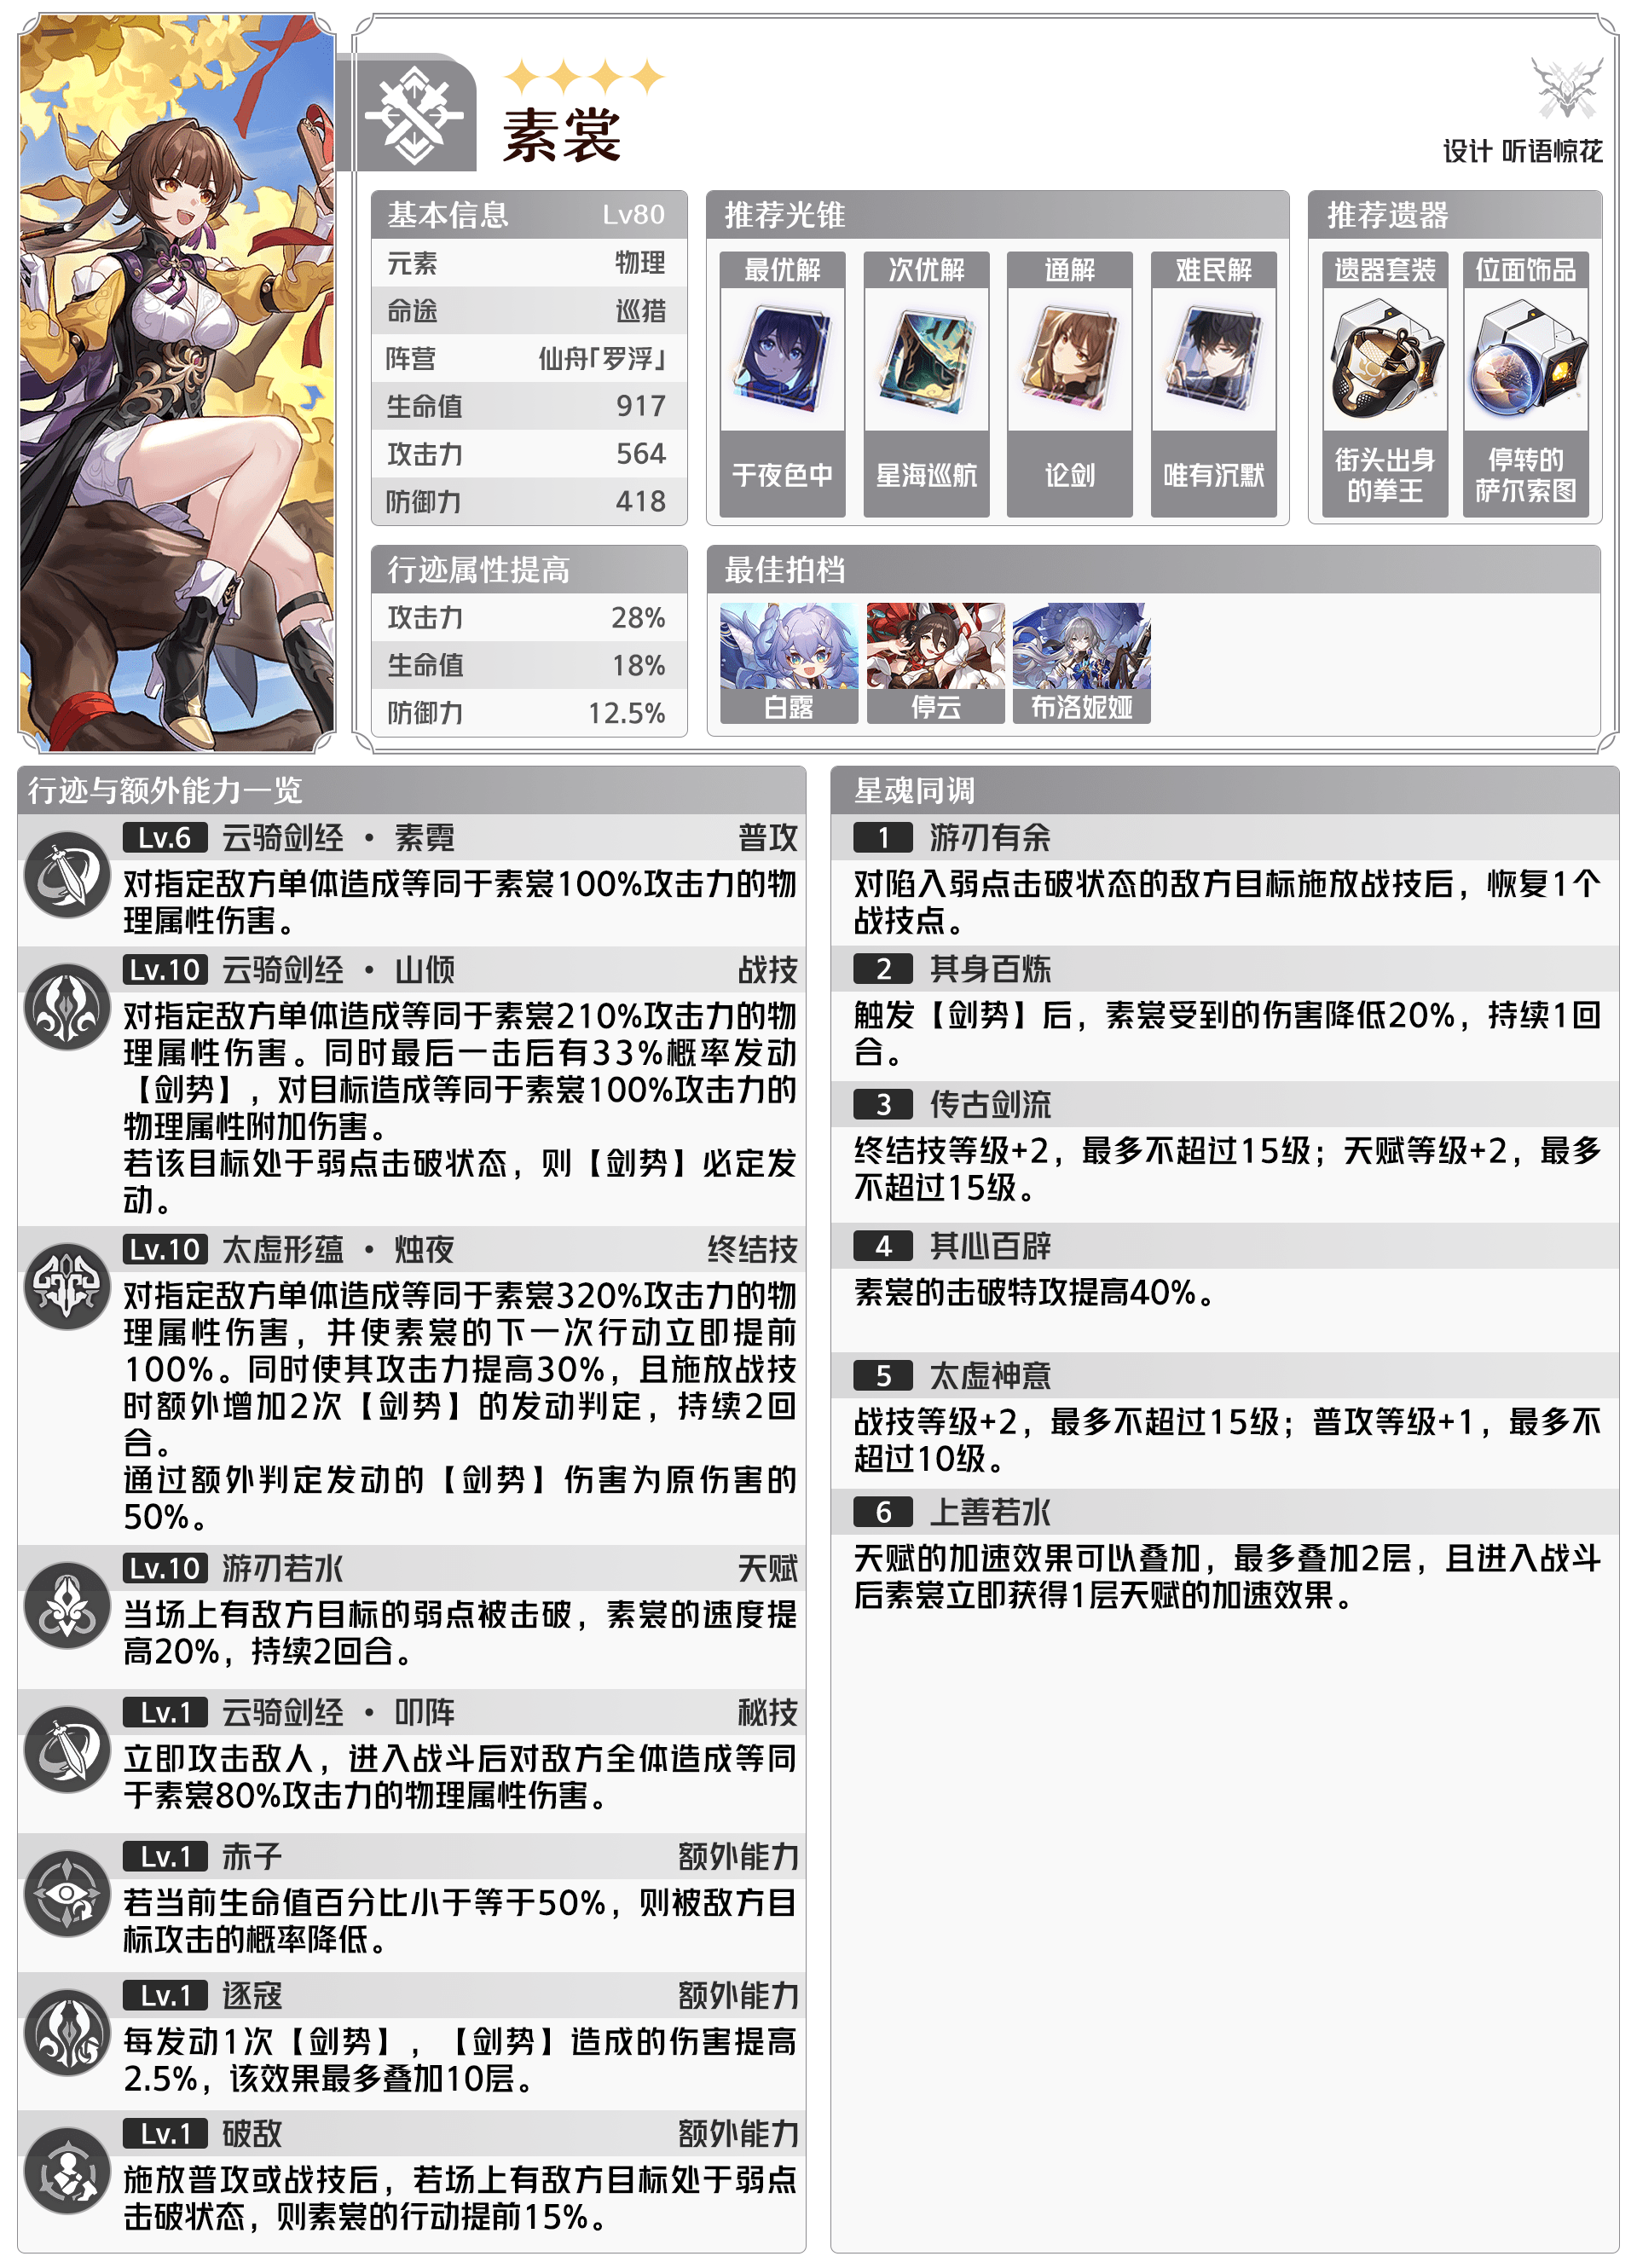 素裳
设计 听语惊花
基本信息 Lv80
元素 物理
命途 巡猎
阵营 仙舟「罗浮」
生命值 917
攻击力 564
防御力 418
推荐光锥
最优解 次优解 通解 难民解
于夜色中 星海巡航 论剑 唯有沉默
推荐遗器
遗器套装 位面饰品
街头出身
的拳王
停转的
萨尔索图
行迹属性提高
攻击力 28%
生命值 18%
防御力 12.5%
最佳拍档
白露 停云 布洛妮娅
行迹与额外能力一览
Lv.6 云骑剑经 · 素霓 普攻
对指定敌方单体造成等同于素裳100%攻击力的物
理属性伤害。
Lv.10 云骑剑经 · 山倾 战技
对指定敌方单体造成等同于素裳210%攻击力的物
理属性伤害。同时最后一击后有33%概率发动
【剑势】，对目标造成等同于素裳100%攻击力的
物理属性附加伤害。
若该目标处于弱点击破状态，则【剑势】必定发
动。
Lv.10 太虚形蕴 · 烛夜 终结技
对指定敌方单体造成等同于素裳320%攻击力的物
理属性伤害，并使素裳的下一次行动立即提前
100%。同时使其攻击力提高30%，且施放战技
时额外增加2次【剑势】的发动判定，持续2回
合。
通过额外判定发动的【剑势】伤害为原伤害的
50%。
Lv.10 游刃若水 天赋
当场上有敌方目标的弱点被击破，素裳的速度提
高20%，持续2回合。
Lv.1 云骑剑经 · 叩阵 秘技
立即攻击敌人，进入战斗后对敌方全体造成等同
于素裳80%攻击力的物理属性伤害。
Lv.1 赤子 额外能力
若当前生命值百分比小于等于50%，则被敌方目
标攻击的概率降低。
Lv.1 逐寇 额外能力
每发动1次【剑势】，【剑势】造成的伤害提高
2.5%，该效果最多叠加10层。
Lv.1 破敌 额外能力
施放普攻或战技后，若场上有敌方目标处于弱点
击破状态，则素裳的行动提前15%。
星魂同调
1 游刃有余
对陷入弱点击破状态的敌方目标施放战技后，恢复1个
战技点。
2 其身百炼
触发【剑势】后，素裳受到的伤害降低20%，持续1回
合。
3 传古剑流
终结技等级+2，最多不超过15级；天赋等级+2，最多
不超过15级。
4 其心百辟
素裳的击破特攻提高40%。
5 太虚神意
战技等级+2，最多不超过15级；普攻等级+1，最多不
超过10级。
6 上善若水
天赋的加速效果可以叠加，最多叠加2层，且进入战斗
后素裳立即获得1层天赋的加速效果。